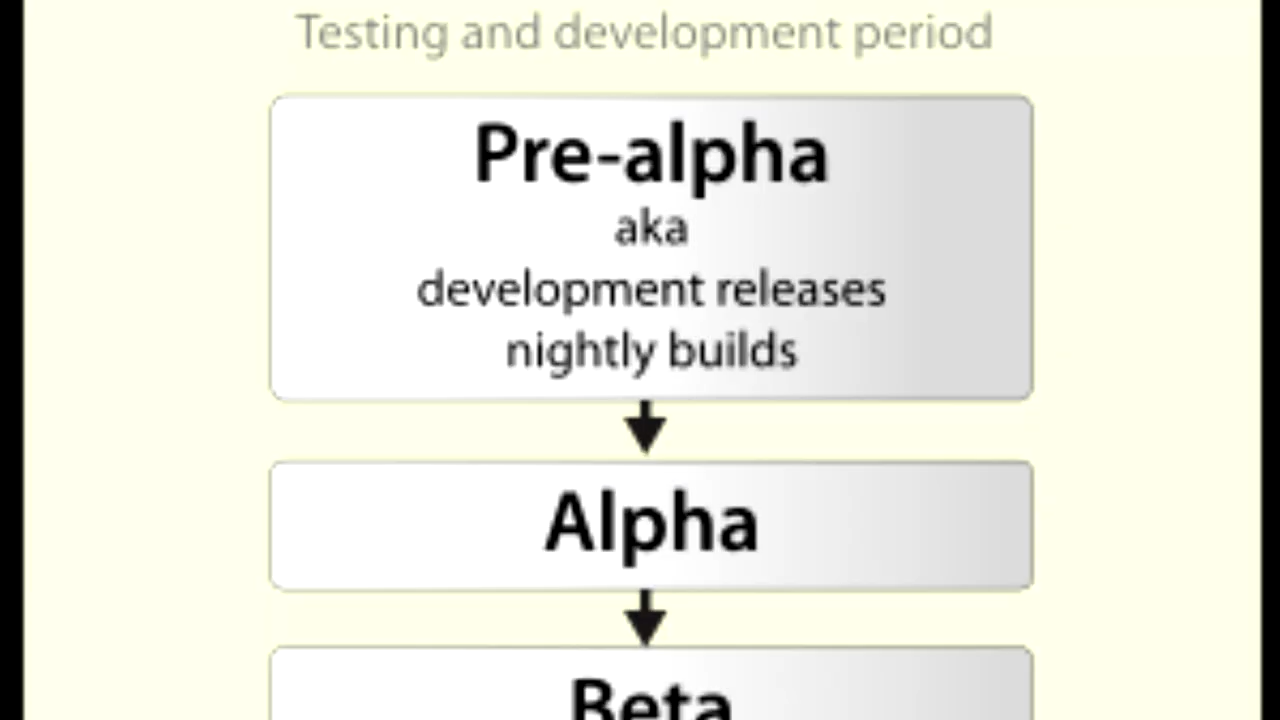 Testing and development period
Pre-alpha
aka
development releases
nightly builds
Alpha
Beta